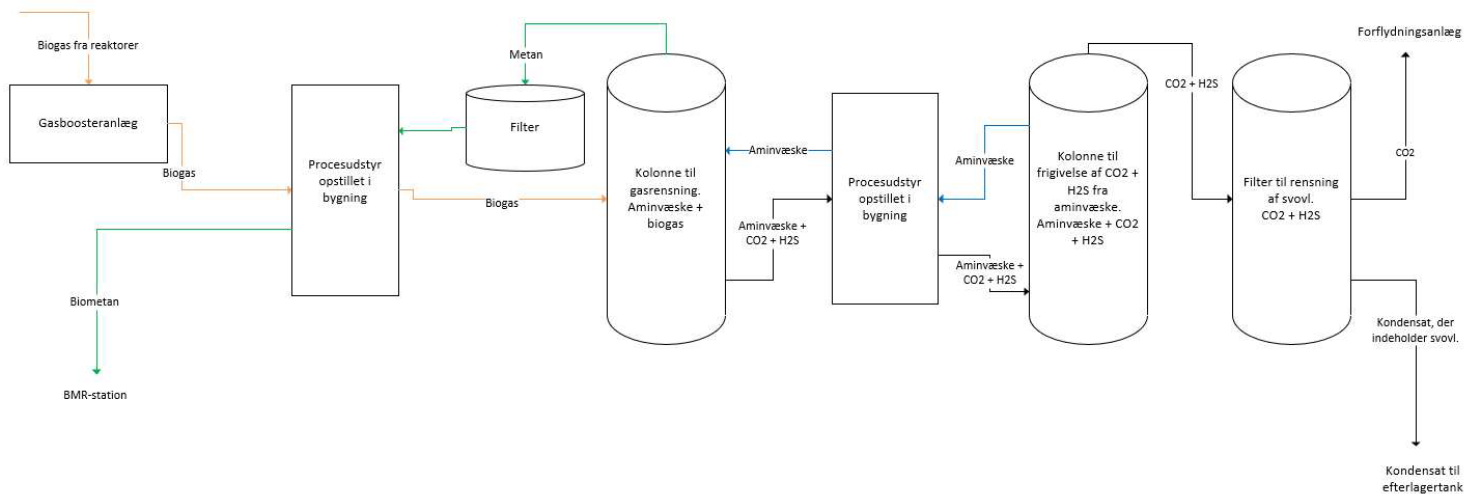 Biogas fra reaktorer
Gasboosteranlæg
Biogas
Biometan
BMR-station
Procesudstyr
opstillet i
bygning
Metan
Filter
Biogas
Kolonne til
gasrensning.
Aminvæske +
biogas
Aminvæske
Aminvæske +
CO2 + H2S
Procesudstyr
opstillet i
bygning
Aminvæske
Aminvæske +
CO2 + H2S
Kolonne til
frigivelse af CO2 +
H2S fra
aminvæske.
Aminvæske + CO2
+ H2S
CO2 + H2S
Filter til rensning
af svovl.
CO2 + H2S
Forflydningsanlæg
CO2
Kondensat, der
indeholder svovl.
Kondensat til
efterlagertank